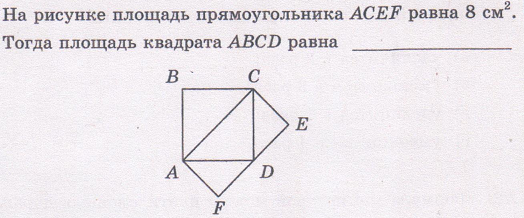 На рисунке площадь прямоугольника ACEF равна 8 см².
Тогда площадь квадрата ABCD равна
B C
E
A D
F